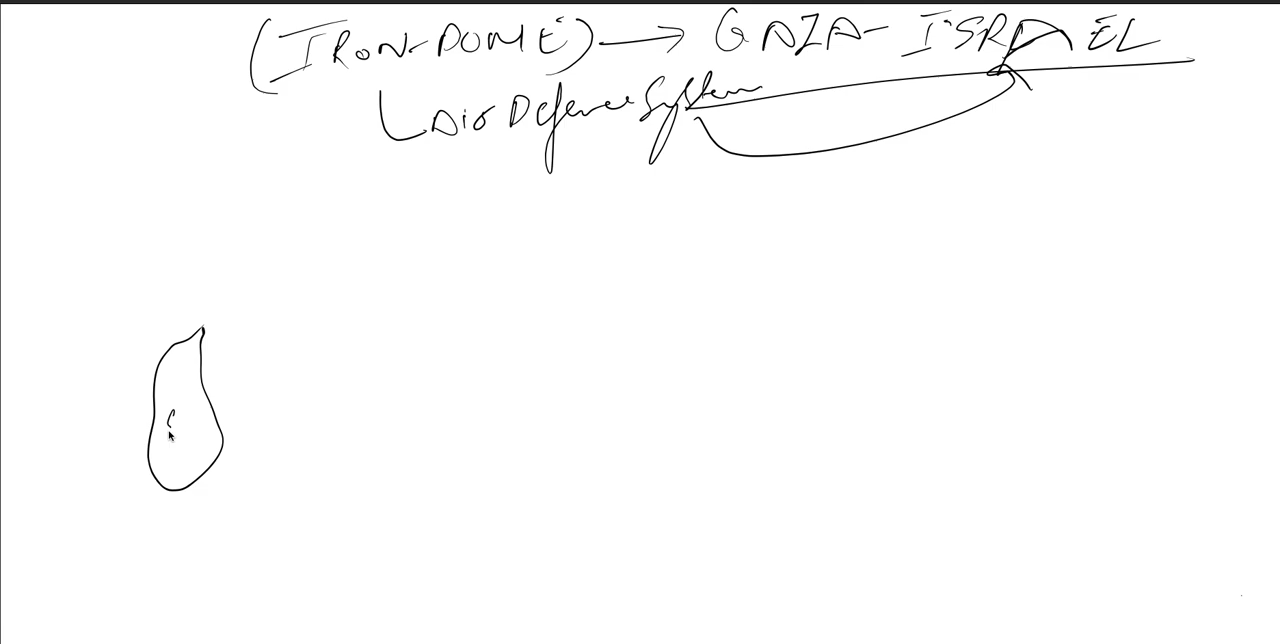 (IRON-DOME) → GAZA-ISRAEL
Air Defence System